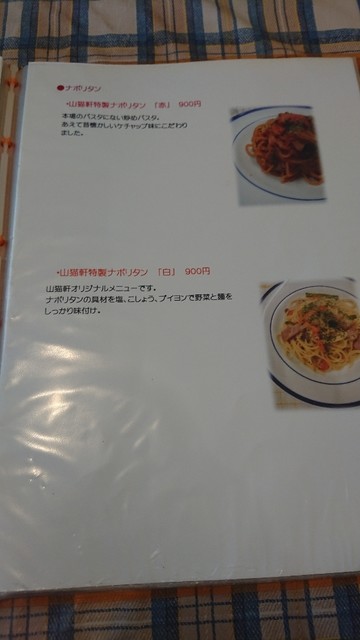 ●ナポリタン
・山猫軒特製ナポリタン 「赤」 900円
本場のパスタにない炒めパスタ。
あえて昔懐かしいケチャップ味にこだわり
ました。
・山猫軒特製ナポリタン 「白」 900円
山猫軒オリジナルメニューです。
ナポリタンの具材を塩、こしょう、ブイヨンで野菜と麺を
しっかり味付け。